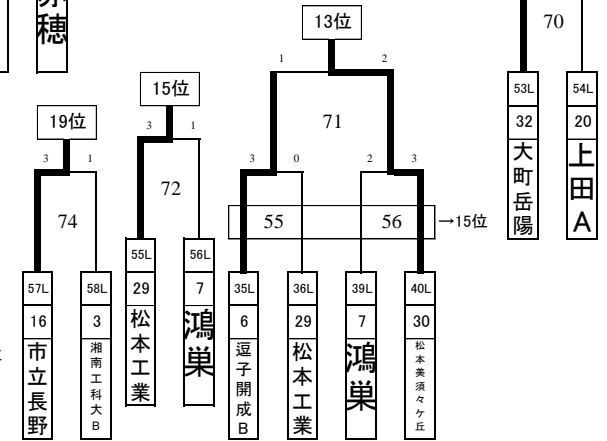 穂
13位
70
1 2
15位
53L 54L
19位
3 1
71
32 20
大町岳陽
上田A
3 1
72
3 0 2 3
74
55 56 →15位
55L 56L
57L 58L
29 7
35L 36L 39L 40L
16 3
松本工業
鴻巣
6 29 7 30
市立長野
湘南工科大B
逗子開成B
松本工業
鴻巣
松本美須々ケ丘